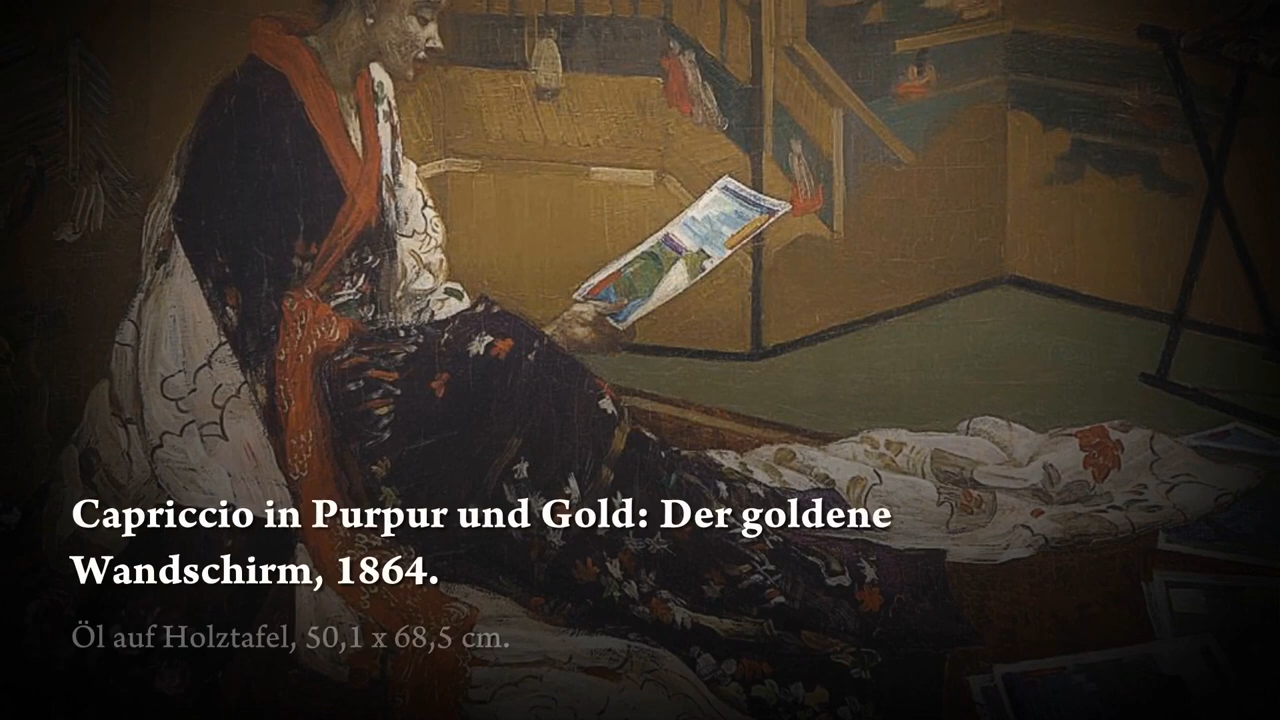 Capriccio in Purpur und Gold: Der goldene
Wandschirm, 1864.
Öl auf Holztafel, 50,1 x 68,5 cm.